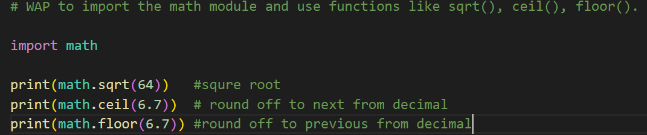 # WAP to import the math module and use functions like sqrt(), ceil(), floor().
import math
print(math.sqrt(64))   #squre root
print(math.ceil(6.7))  # round off to next from decimal
print(math.floor(6.7)) #round off to previous from decimal